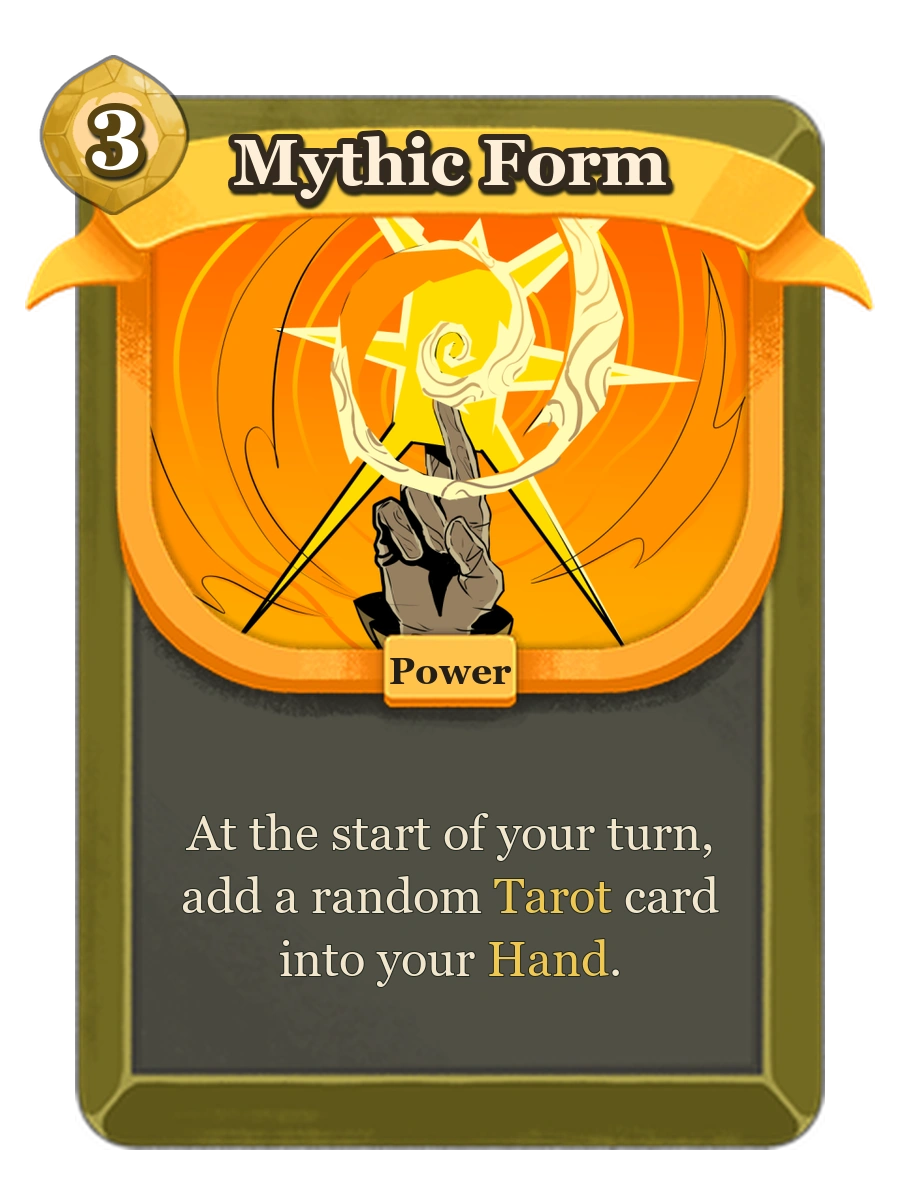 3
Mythic Form
Power
At the start of your turn,
add a random Tarot card
into your Hand.